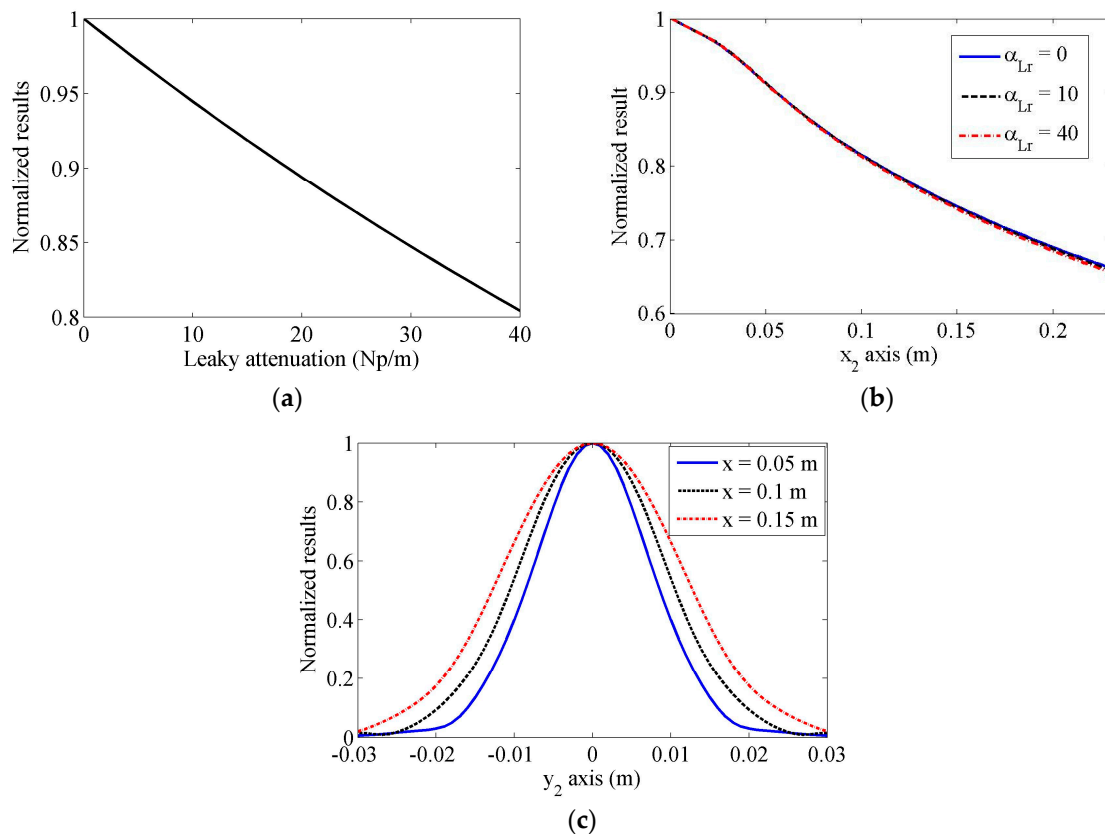 1
0.95
0.9
0.85
0.8
0 10 20 30 40
Normalized results
Leaky attenuation (Np/m)
(a)
1
0.9
0.8
0.7
0.6
0 0.05 0.1 0.15 0.2
Normalized result
x₂ axis (m)
α_Lr = 0
α_Lr = 10
α_Lr = 40
(b)
1
0.8
0.6
0.4
0.2
0
-0.03 -0.02 -0.01 0 0.01 0.02 0.03
Normalized results
y₂ axis (m)
x = 0.05 m
x = 0.1 m
x = 0.15 m
(c)